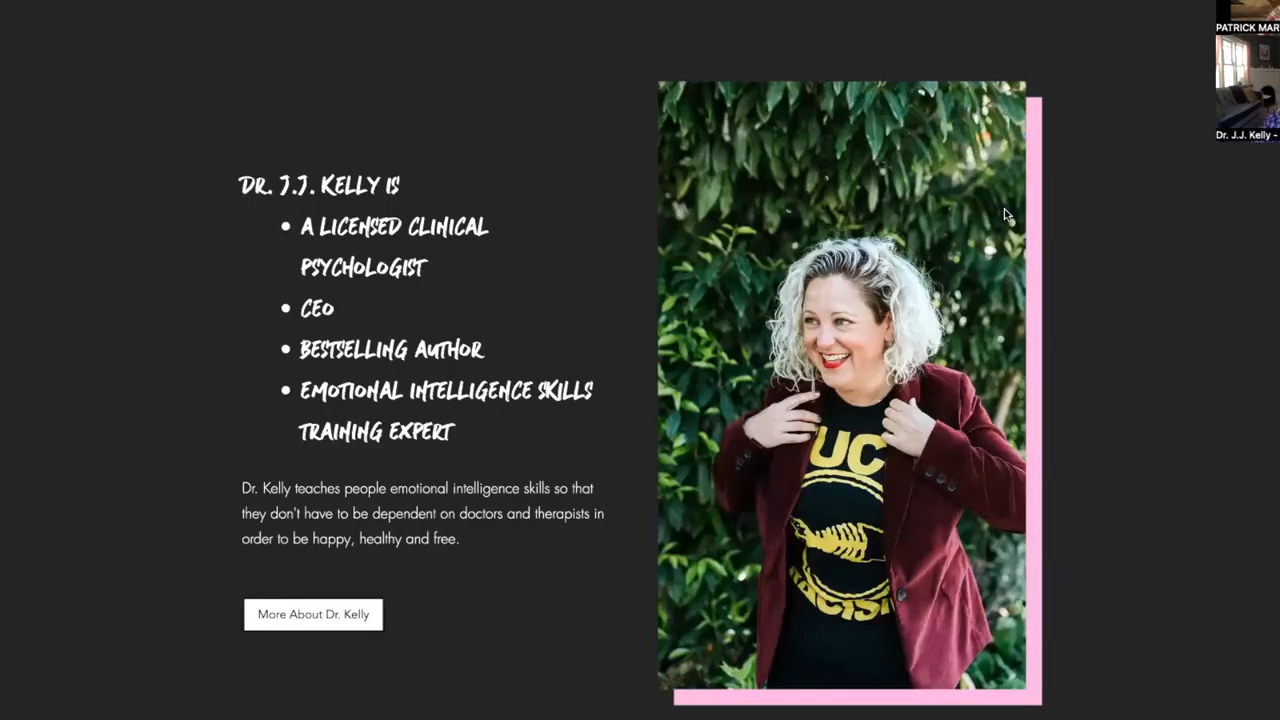 DR. J.J. KELLY IS
• A LICENSED CLINICAL
PSYCHOLOGIST
• CEO
• BESTSELLING AUTHOR
• EMOTIONAL INTELLIGENCE SKILLS
TRAINING EXPERT
Dr. Kelly teaches people emotional intelligence skills so that
they don't have to be dependent on doctors and therapists in
order to be happy, healthy and free.
More About Dr. Kelly
UC
PATRICK MAR
Dr. J.J. Kelly -